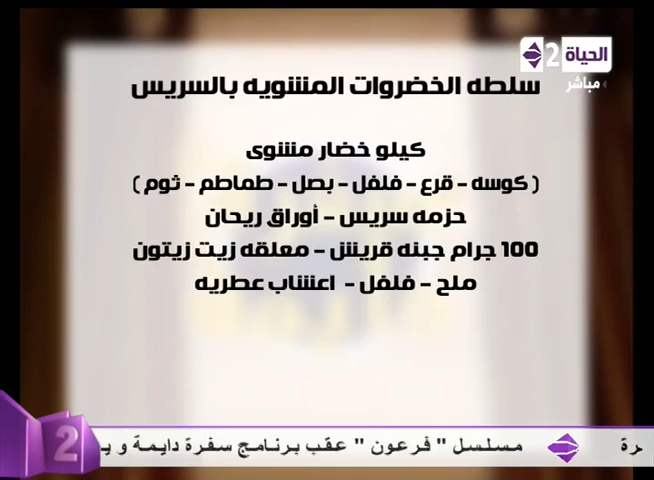 الحياة 2
مباشر
سلطه الخضروات المشويه بالسريس
كيلو خضار مشوى
( كوسه - قرع - فلفل - بصل - طماطم - ثوم )
حزمه سريس - أوراق ريحان
100 جرام جبنه قريش - معلقه زيت زيتون
ملح - فلفل - اعشاب عطريه
مسلسل " فرعون " عقب برنامج سفرة دايمة و
2